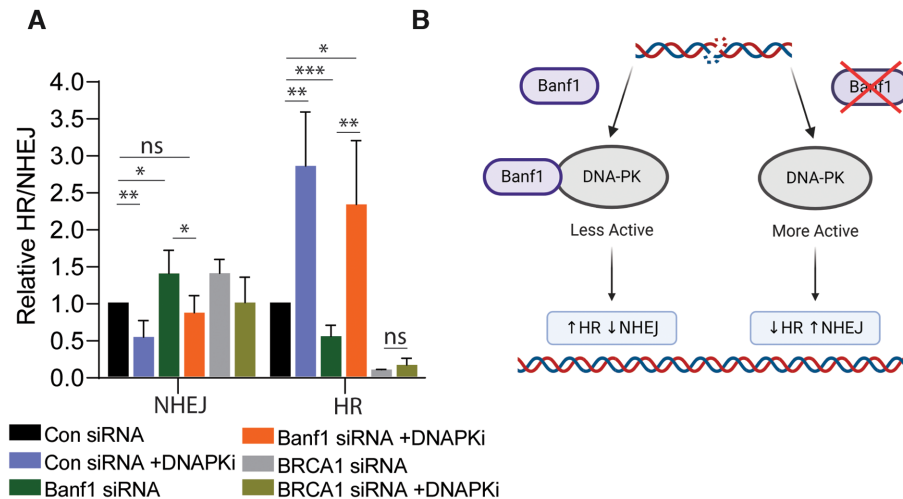 A
B
Relative HR/NHEJ
4.0
3.5
3.0
2.5
2.0
1.5
1.0
0.5
0.0
ns
*
**
*
*
***
**
**
ns
NHEJ
HR
Con siRNA
Con siRNA +DNAPKi
Banf1 siRNA
Banf1 siRNA +DNAPKi
BRCA1 siRNA
BRCA1 siRNA +DNAPKi
Banf1
Banf1
Banf1
DNA-PK
DNA-PK
Less Active
More Active
↑HR ↓NHEJ
↓HR ↑NHEJ